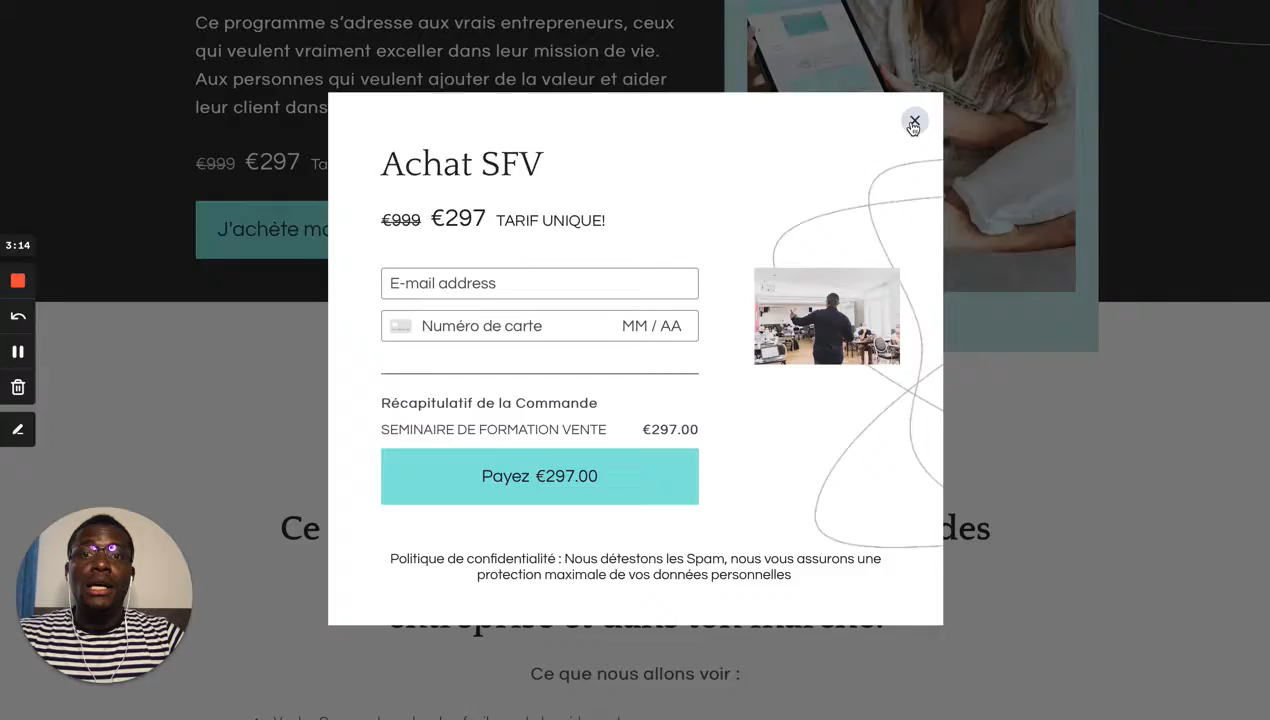 Ce programme s’adresse aux vrais entrepreneurs, ceux
qui veulent vraiment exceller dans leur mission de vie.
Aux personnes qui veulent ajouter de la valeur et aider
leur client dans
€999 €297 Ta
J'achète
Achat SFV
€999 €297 TARIF UNIQUE!
E-mail address
Numéro de carte MM / AA
Récapitulatif de la Commande
SEMINAIRE DE FORMATION VENTE €297.00
Payez €297.00
Politique de confidentialité : Nous détestons les Spam, nous vous assurons une
protection maximale de vos données personnelles
3:14
Ce des
Ce que nous allons voir :